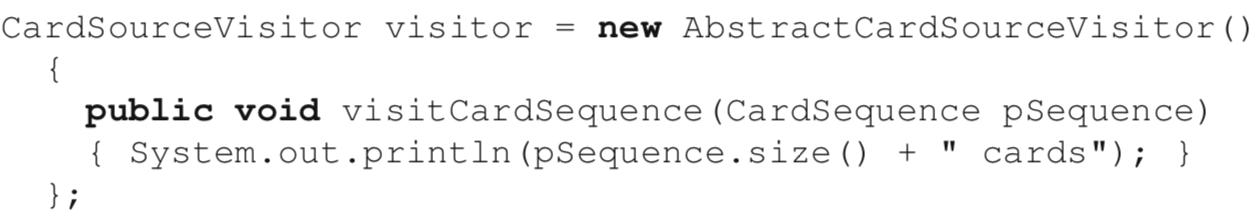 CardSourceVisitor visitor = new AbstractCardSourceVisitor()
{
public void visitCardSequence(CardSequence pSequence)
{ System.out.println(pSequence.size() + " cards"); }
};